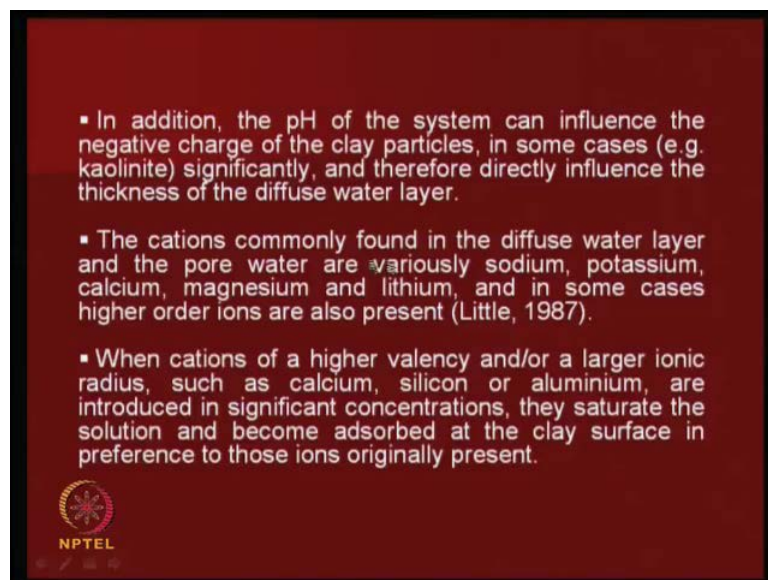 ▪ In addition, the pH of the system can influence the
negative charge of the clay particles, in some cases (e.g.
kaolinite) significantly, and therefore directly influence the
thickness of the diffuse water layer.
▪ The cations commonly found in the diffuse water layer
and the pore water are variously sodium, potassium,
calcium, magnesium and lithium, and in some cases
higher order ions are also present (Little, 1987).
▪ When cations of a higher valency and/or a larger ionic
radius, such as calcium, silicon or aluminium, are
introduced in significant concentrations, they saturate the
solution and become adsorbed at the clay surface in
preference to those ions originally present.
NPTEL